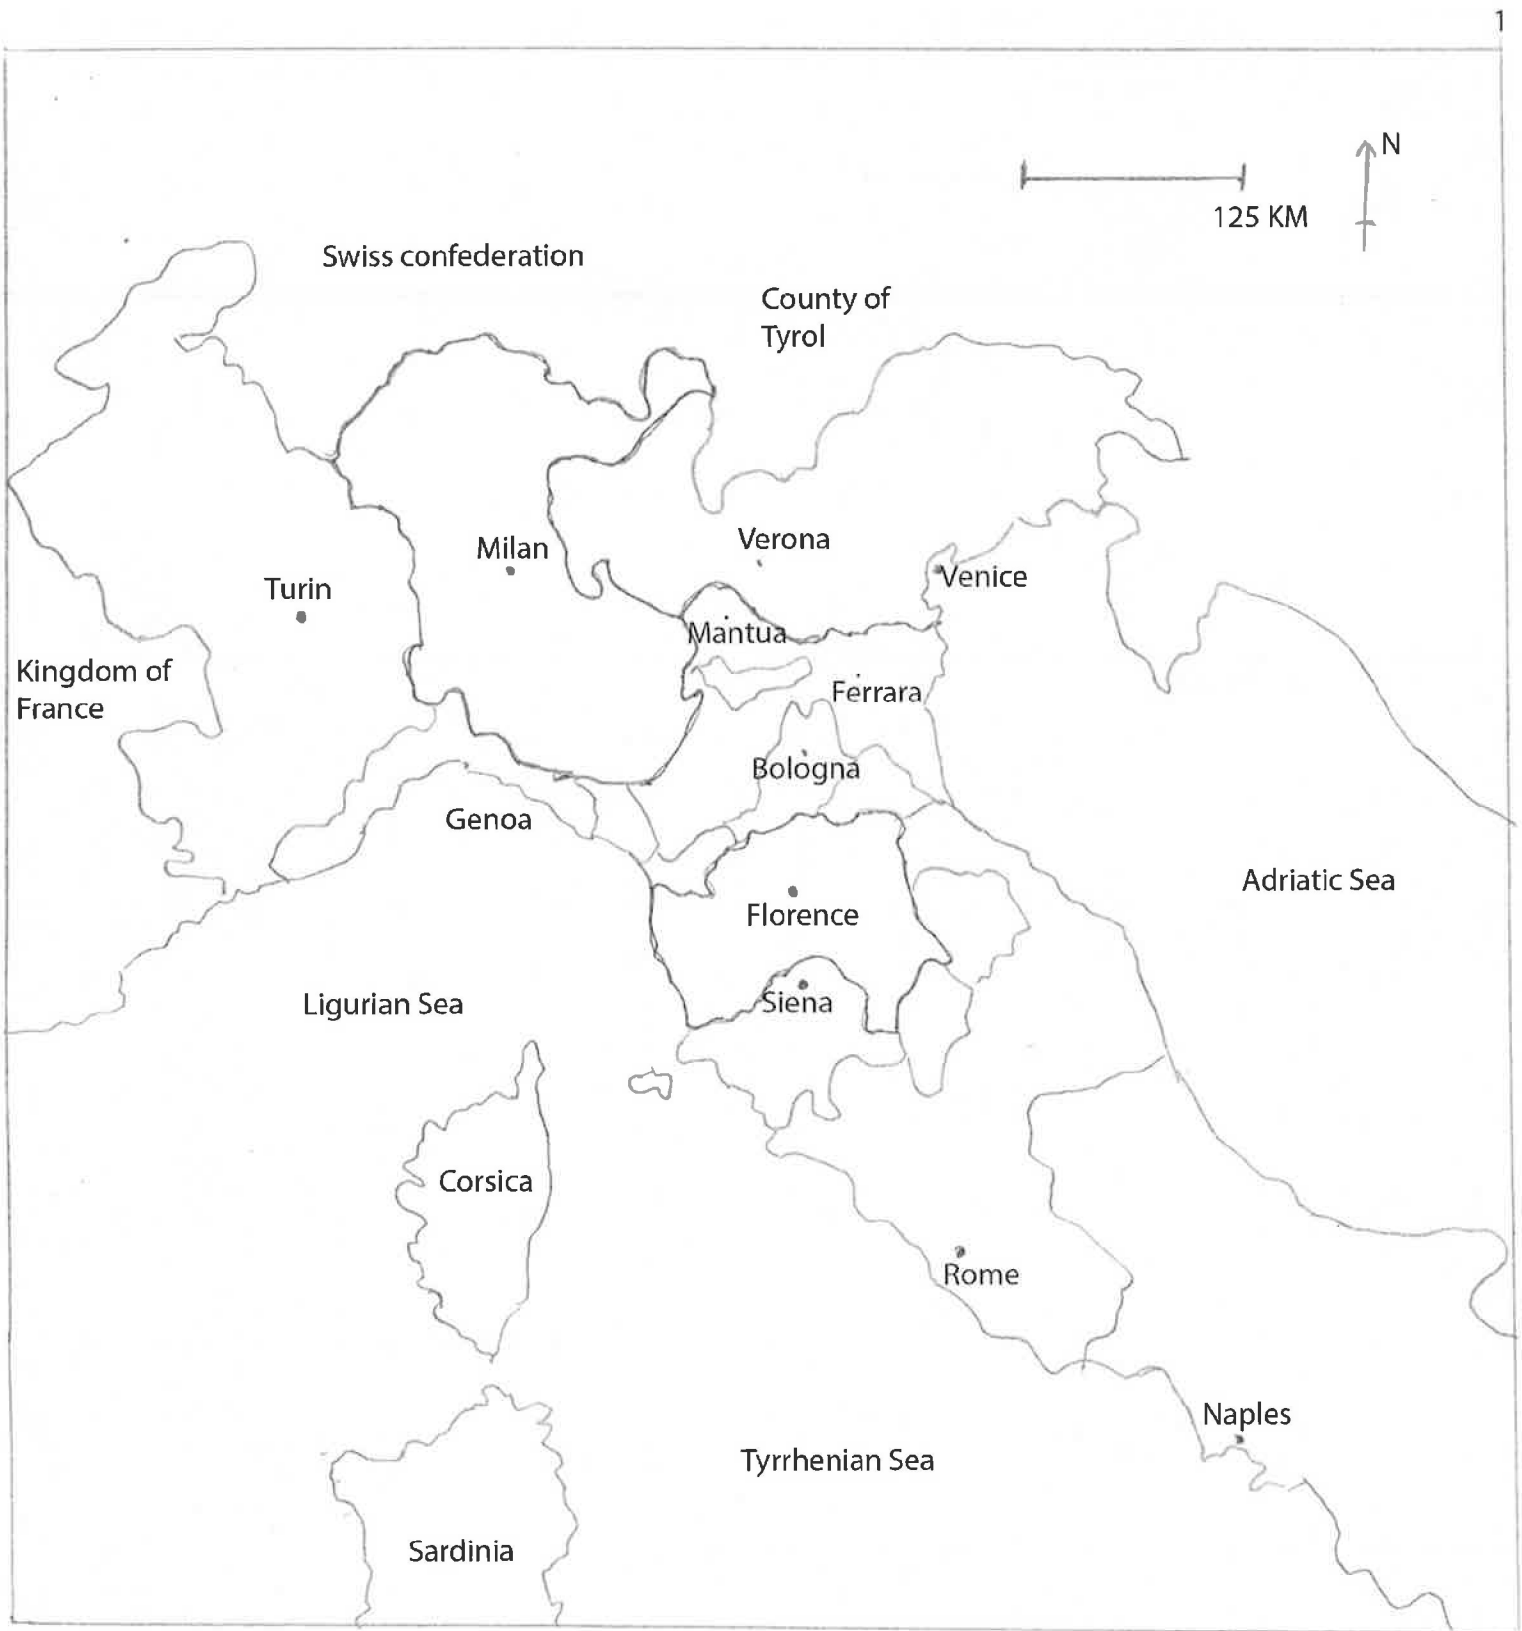 1
N
125 KM
Swiss confederation
County of
Tyrol
Milan
Verona
Venice
Turin
Mantua
Kingdom of
France
Ferrara
Bologna
Genoa
Adriatic Sea
Florence
Ligurian Sea
Siena
Corsica
Rome
Naples
Tyrrhenian Sea
Sardinia